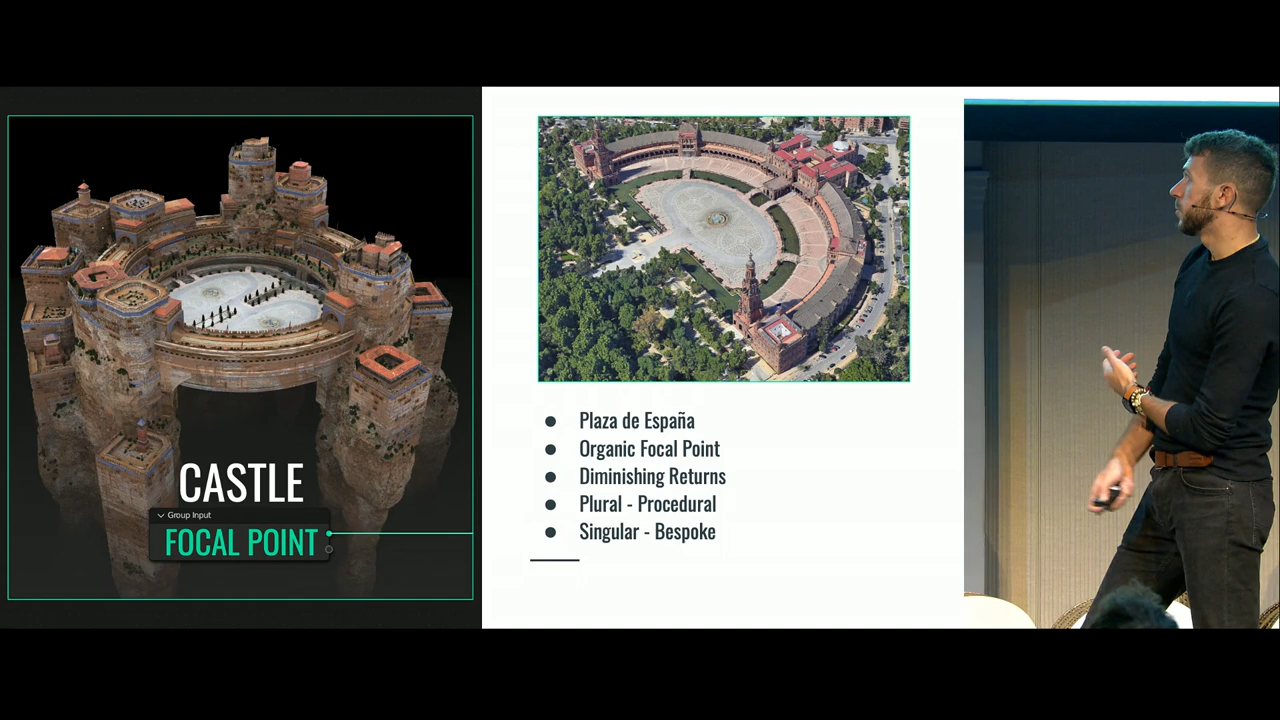 CASTLE
Group Input
FOCAL POINT
Plaza de España
Organic Focal Point
Diminishing Returns
Plural - Procedural
Singular - Bespoke